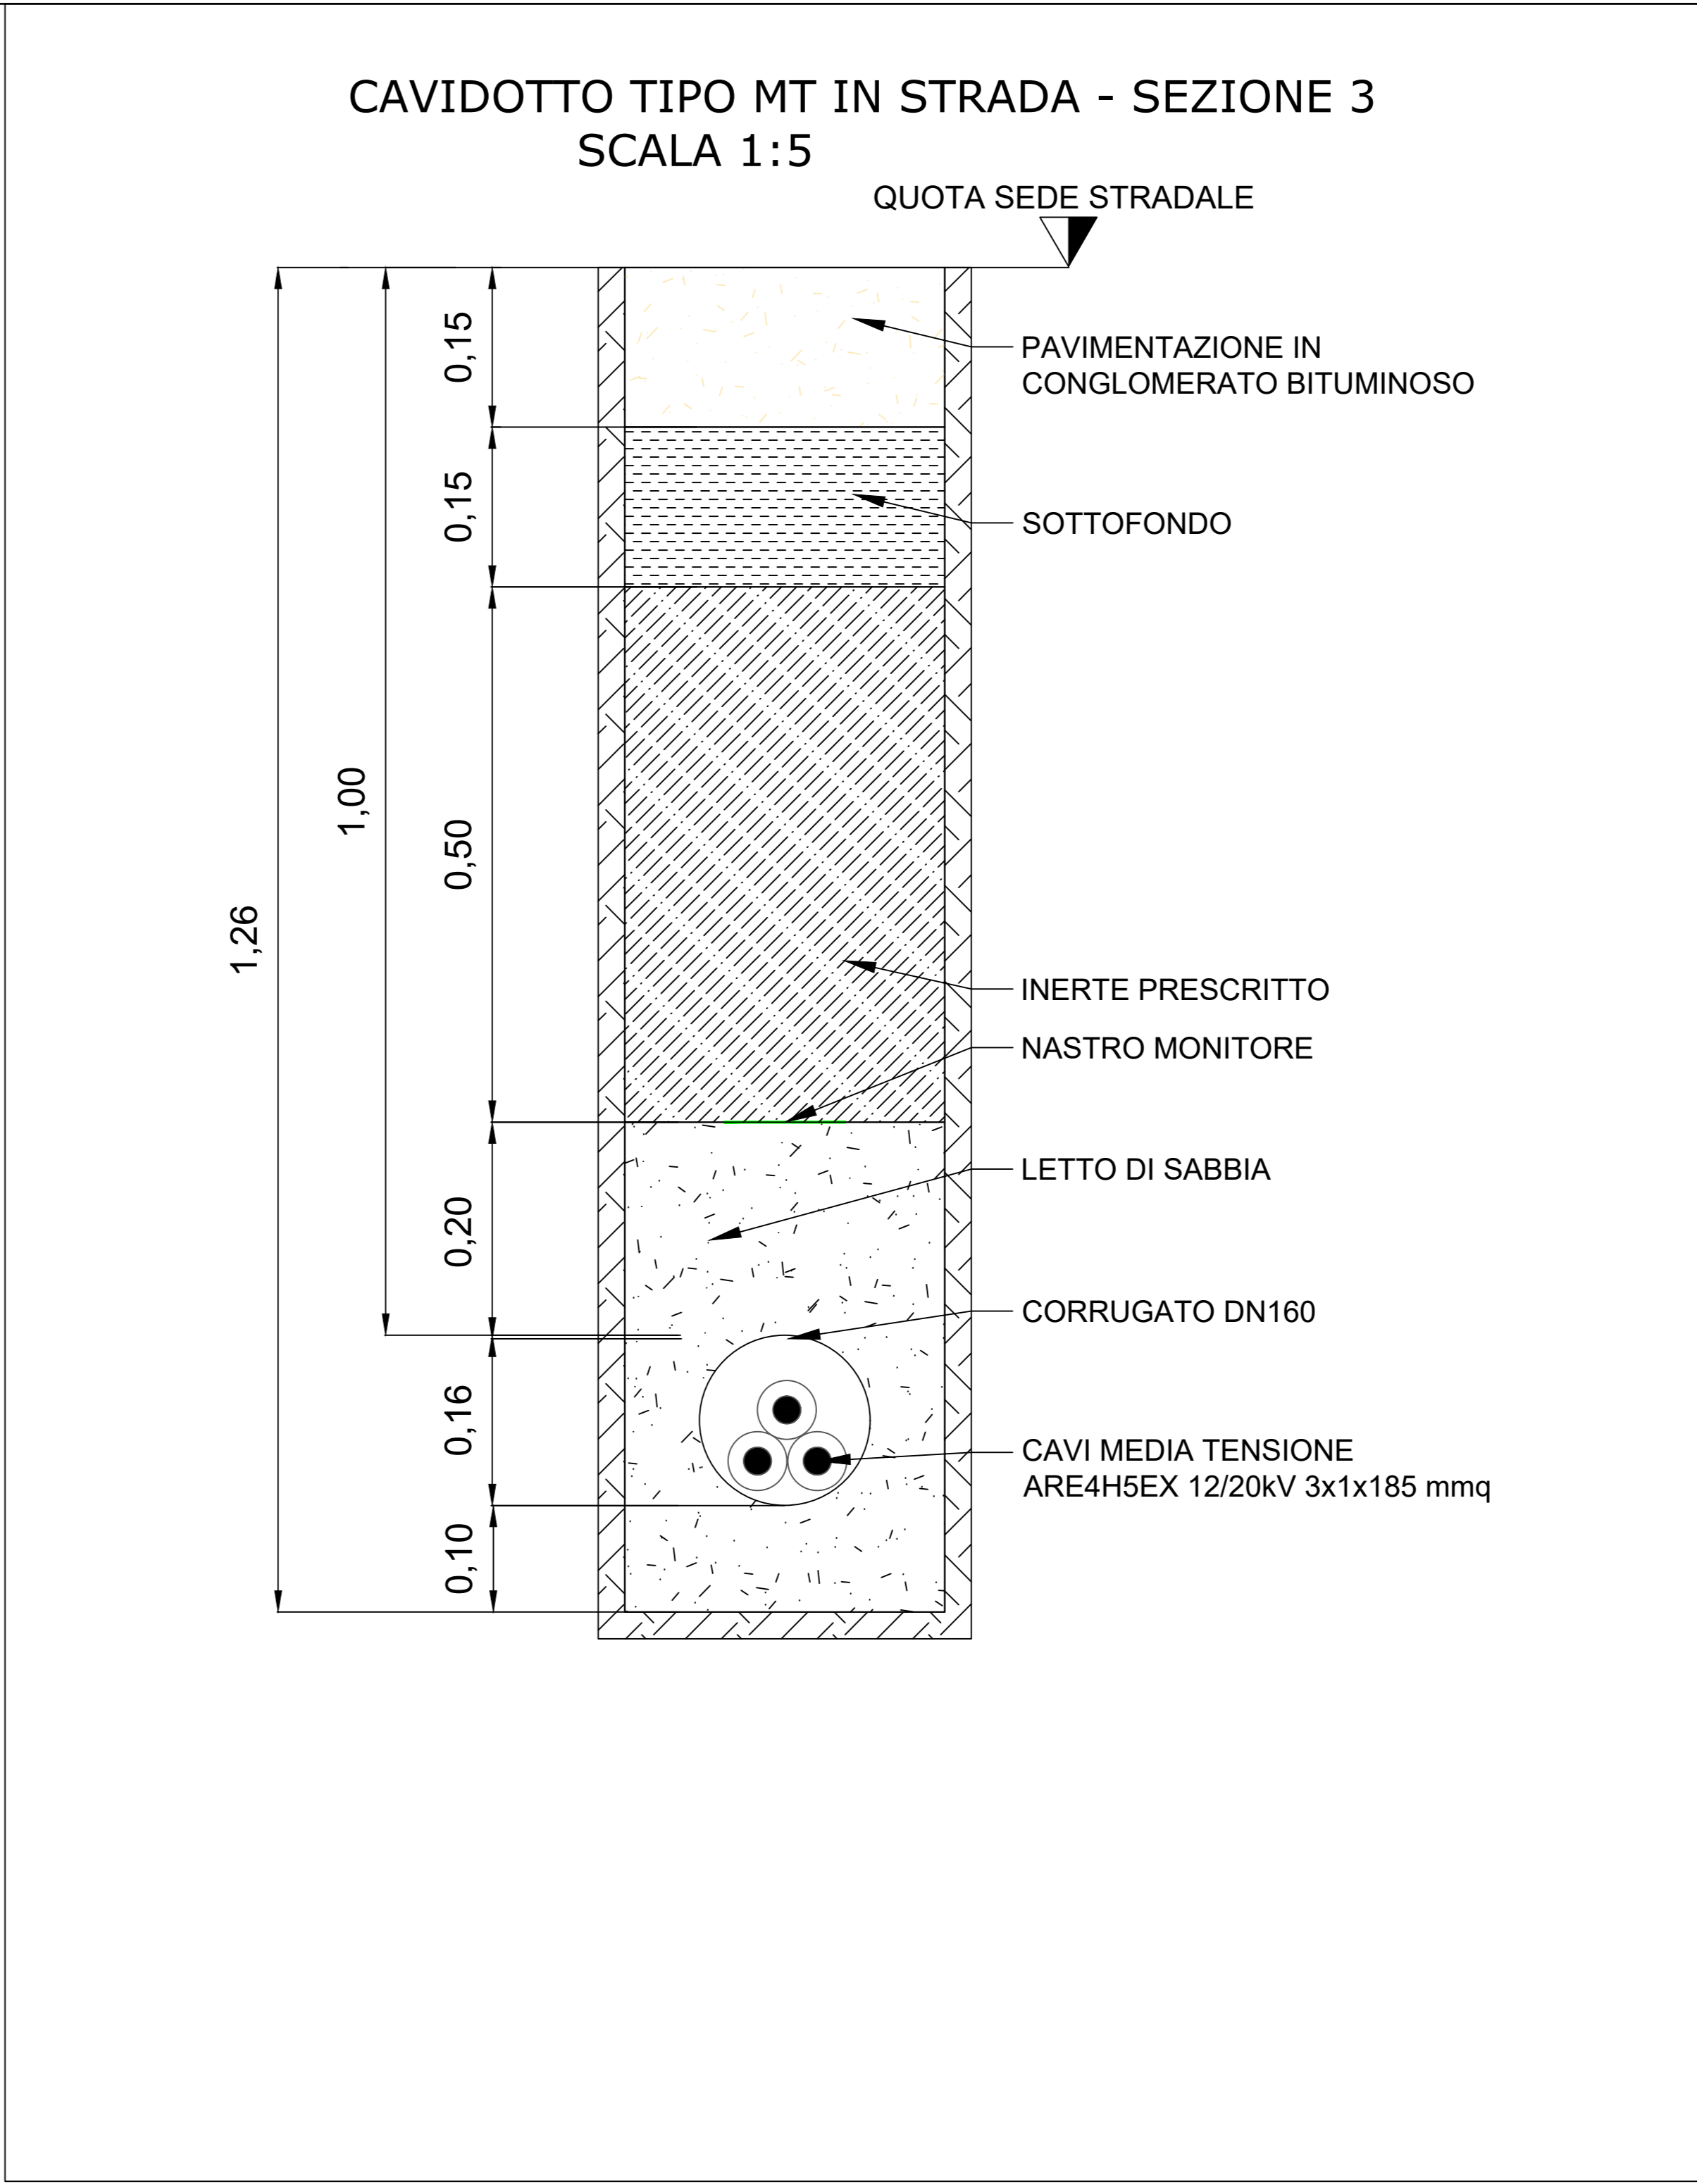 CAVIDOTTO TIPO MT IN STRADA - SEZIONE 3
SCALA 1:5
QUOTA SEDE STRADALE
0,15
PAVIMENTAZIONE IN
CONGLOMERATO BITUMINOSO
0,15
SOTTOFONDO
1,00
0,50
1,26
INERTE PRESCRITTO
NASTRO MONITORE
LETTO DI SABBIA
0,20
CORRUGATO DN160
0,16
CAVI MEDIA TENSIONE
ARE4H5EX 12/20kV 3x1x185 mmq
0,10